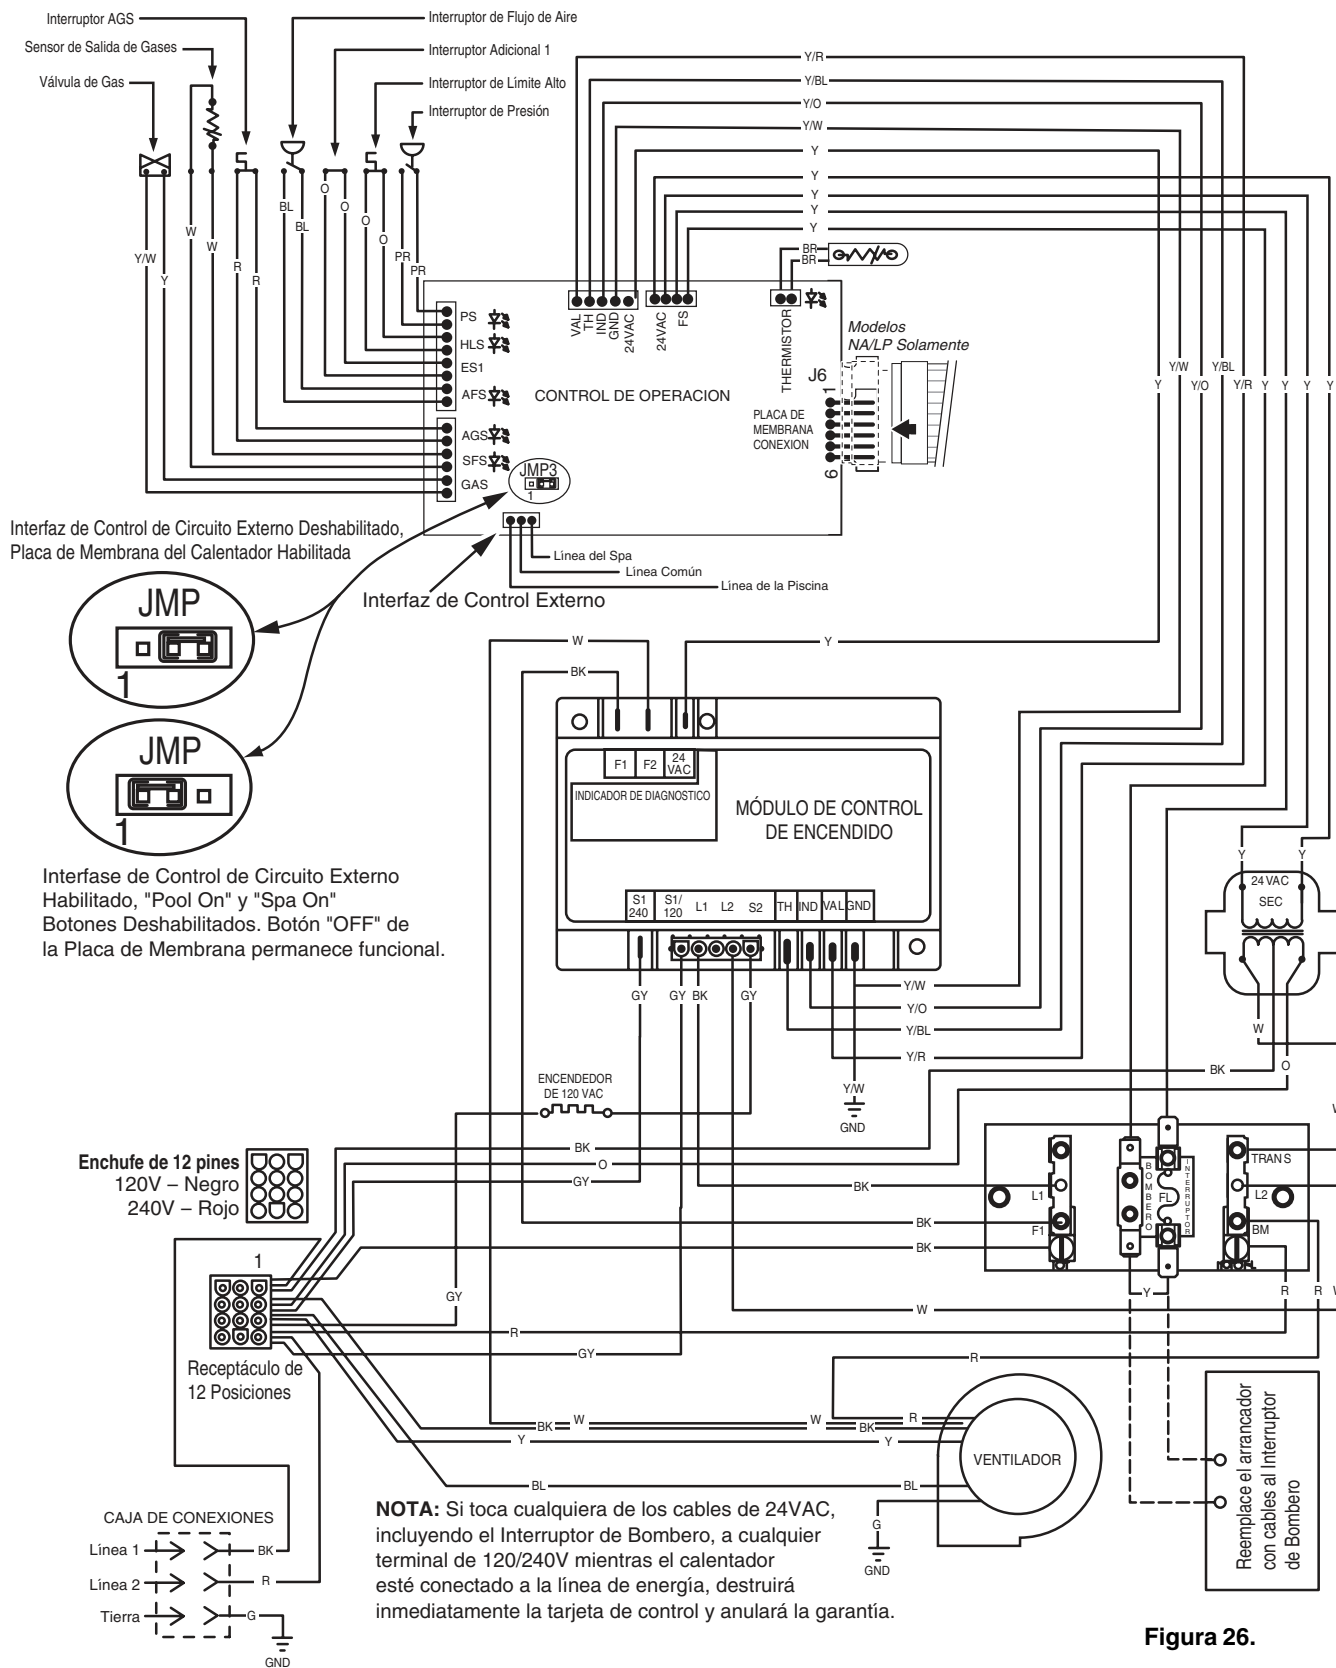 Interruptor AGS
Sensor de Salida de Gases
Válvula de Gas
Interruptor de Flujo de Aire
Interruptor Adicional 1
Interruptor de Límite Alto
Interruptor de Presión
Y/R
Y/BL
Y/O
Y/W
Y
Y
Y
Y
Y
Y/W
Y
W
W
R
R
BL
BL
O
O
O
O
PR
PR
BR
BR
PS
HLS
ES1
AFS
AGS
SFS
GAS
VAL
TH
IND
GND
24VAC
24VAC
FS
THERMISTOR
CONTROL DE OPERACION
JMP3
1
J6
1
6
PLACA DE
MEMBRANA
CONEXION
Modelos
NA/LP Solamente
Y
Y/W
Y/O
Y/BL
Y/R
Y
Y
Y
Y
Interfaz de Control de Circuito Externo Deshabilitado,
Placa de Membrana del Calentador Habilitada
JMP
1
JMP
1
Interfase de Control de Circuito Externo
Habilitado, "Pool On" y "Spa On"
Botones Deshabilitados. Botón "OFF" de
la Placa de Membrana permanece funcional.
Línea del Spa
Línea Común
Línea de la Piscina
Interfaz de Control Externo
W
BK
Y
F1
F2
24
VAC
INDICADOR DE DIAGNOSTICO
MÓDULO DE CONTROL
DE ENCENDIDO
S1
240
S1/
120
L1
L2
S2
TH
IND
VAL
GND
GY
GY
BK
GY
Y/W
Y/O
Y/BL
Y/R
Y/W
GND
Y
Y
24 VAC
SEC
W
BK
O
ENCENDEDOR
DE 120 VAC
Enchufe de 12 pines
120V – Negro
240V – Rojo
BK
O
GY
BK
BK
BK
L1
F1
BOMBERO
FL
INTERRUPTOR
TRANS
L2
BM
1
Receptáculo de
12 Posiciones
GY
R
GY
W
Y
R
R
W
W
R
BK
W
W
R
BK
Y
Y
BL
BL
VENTILADOR
G
GND
Reemplace el arrancador
con cables al Interruptor
de Bombero
CAJA DE CONEXIONES
Línea 1
Línea 2
Tierra
BK
R
G
GND
NOTA: Si toca cualquiera de los cables de 24VAC,
incluyendo el Interruptor de Bombero, a cualquier
terminal de 120/240V mientras el calentador
esté conectado a la línea de energía, destruirá
inmediatamente la tarjeta de control y anulará la garantía.
Figura 26.